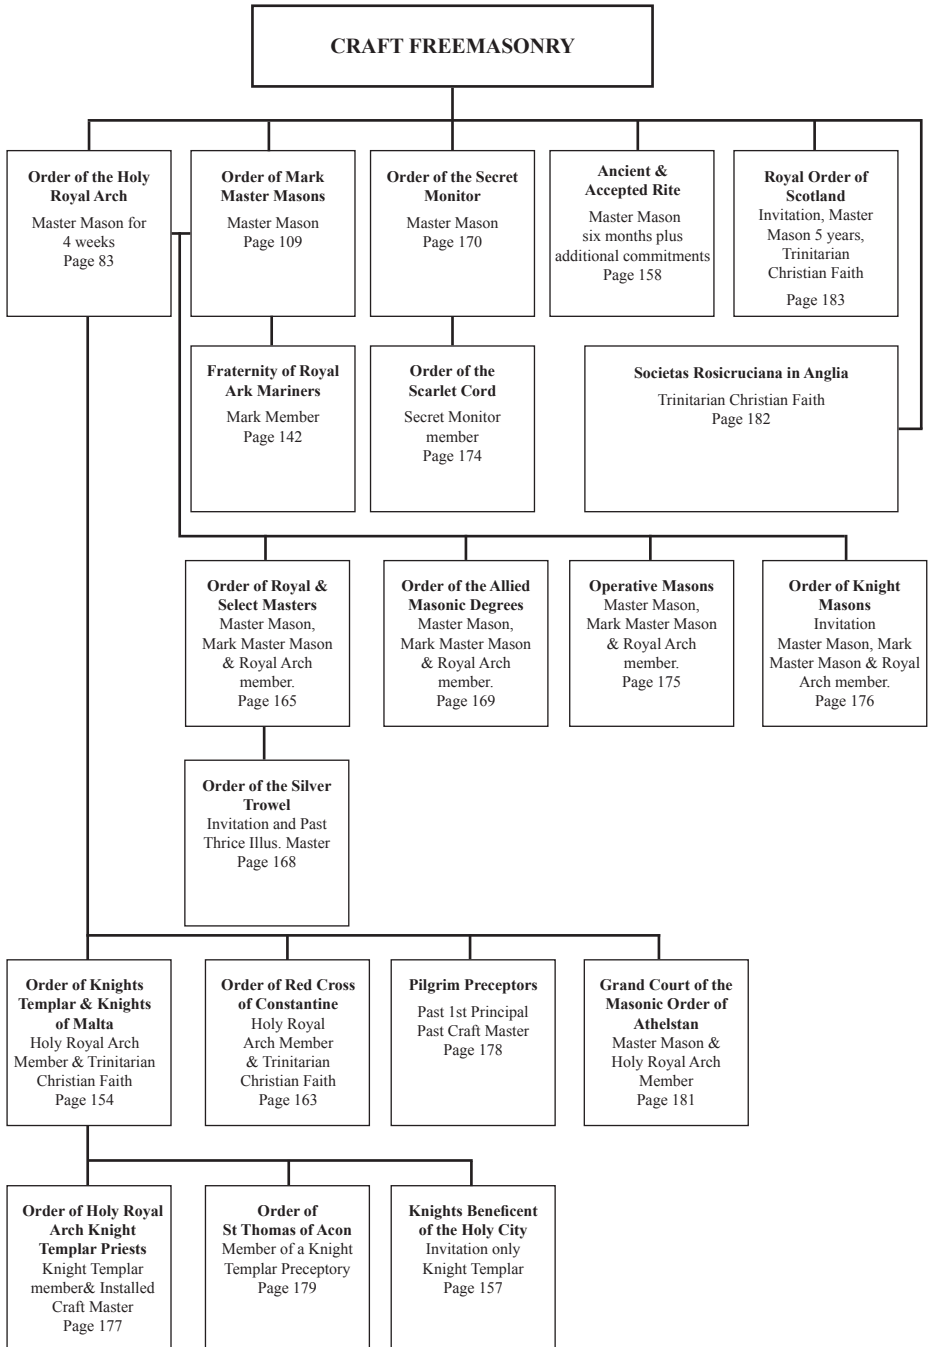 CRAFT FREEMASONRY
Order of the Holy
Royal Arch
Master Mason for
4 weeks
Page 83
Order of Mark
Master Masons
Master Mason
Page 109
Order of the Secret
Monitor
Master Mason
Page 170
Ancient &
Accepted Rite
Master Mason
six months plus
additional commitments
Page 158
Royal Order of
Scotland
Invitation, Master
Mason 5 years,
Trinitarian
Christian Faith
Page 183
Fraternity of Royal
Ark Mariners
Mark Member
Page 142
Order of the
Scarlet Cord
Secret Monitor
member
Page 174
Societas Rosicruciana in Anglia
Trinitarian Christian Faith
Page 182
Order of Royal &
Select Masters
Master Mason,
Mark Master Mason
& Royal Arch
member.
Page 165
Order of the Allied
Masonic Degrees
Master Mason,
Mark Master Mason
& Royal Arch
member.
Page 169
Operative Masons
Master Mason,
Mark Master Mason
& Royal Arch
member.
Page 175
Order of Knight
Masons
Invitation
Master Mason, Mark
Master Mason & Royal
Arch member.
Page 176
Order of the Silver
Trowel
Invitation and Past
Thrice Illus. Master
Page 168
Order of Knights
Templar & Knights
of Malta
Holy Royal Arch
Member & Trinitarian
Christian Faith
Page 154
Order of Red Cross
of Constantine
Holy Royal
Arch Member
& Trinitarian
Christian Faith
Page 163
Pilgrim Preceptors
Past 1st Principal
Past Craft Master
Page 178
Grand Court of the
Masonic Order of
Athelstan
Master Mason &
Holy Royal Arch
Member
Page 181
Order of Holy Royal
Arch Knight
Templar Priests
Knight Templar
member& Installed
Craft Master
Page 177
Order of
St Thomas of Acon
Member of a Knight
Templar Preceptory
Page 179
Knights Beneficent
of the Holy City
Invitation only
Knight Templar
Page 157